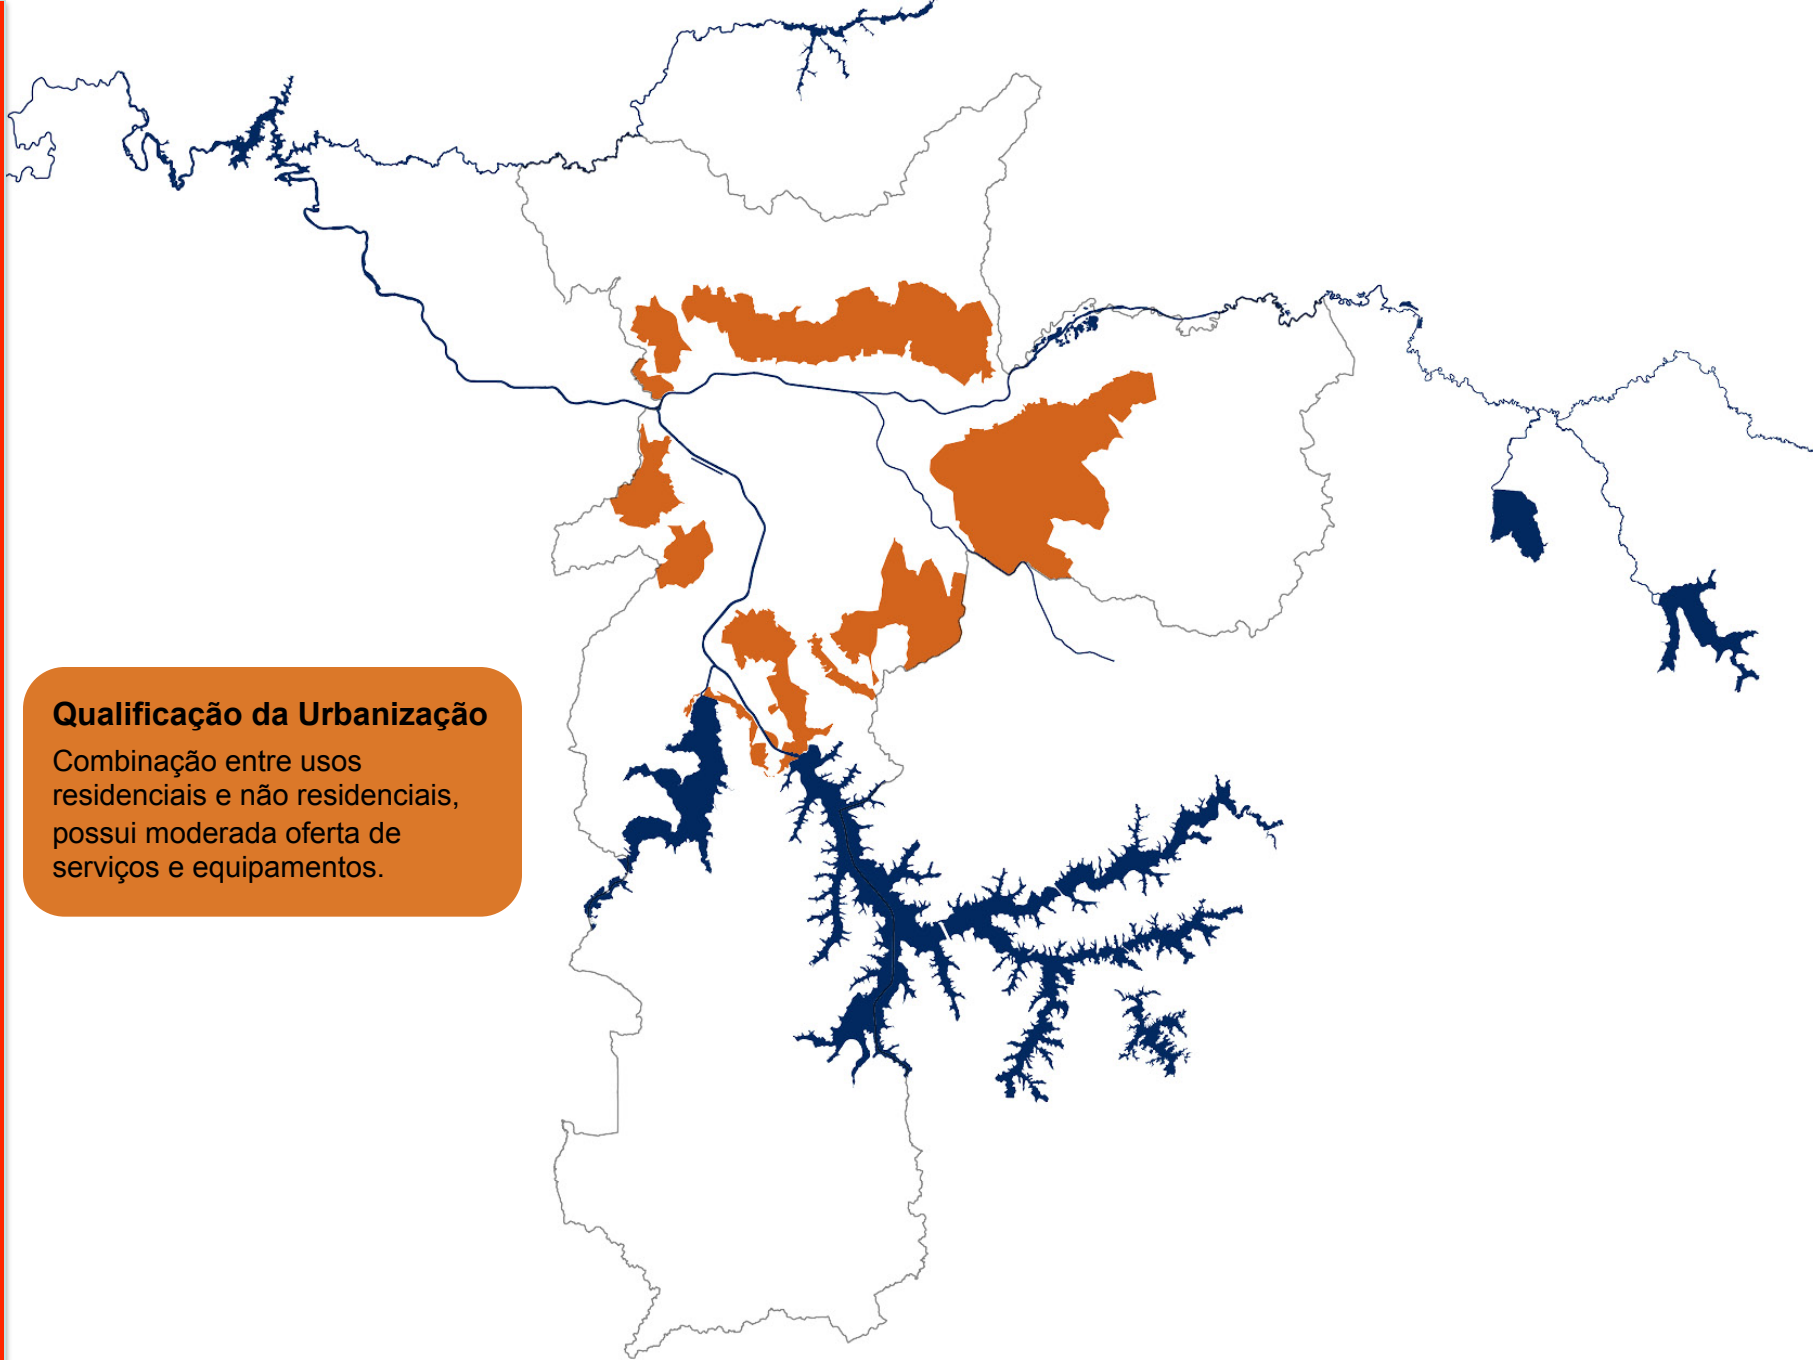 Qualificação da Urbanização
Combinação entre usos
residenciais e não residenciais,
possui moderada oferta de
serviços e equipamentos.